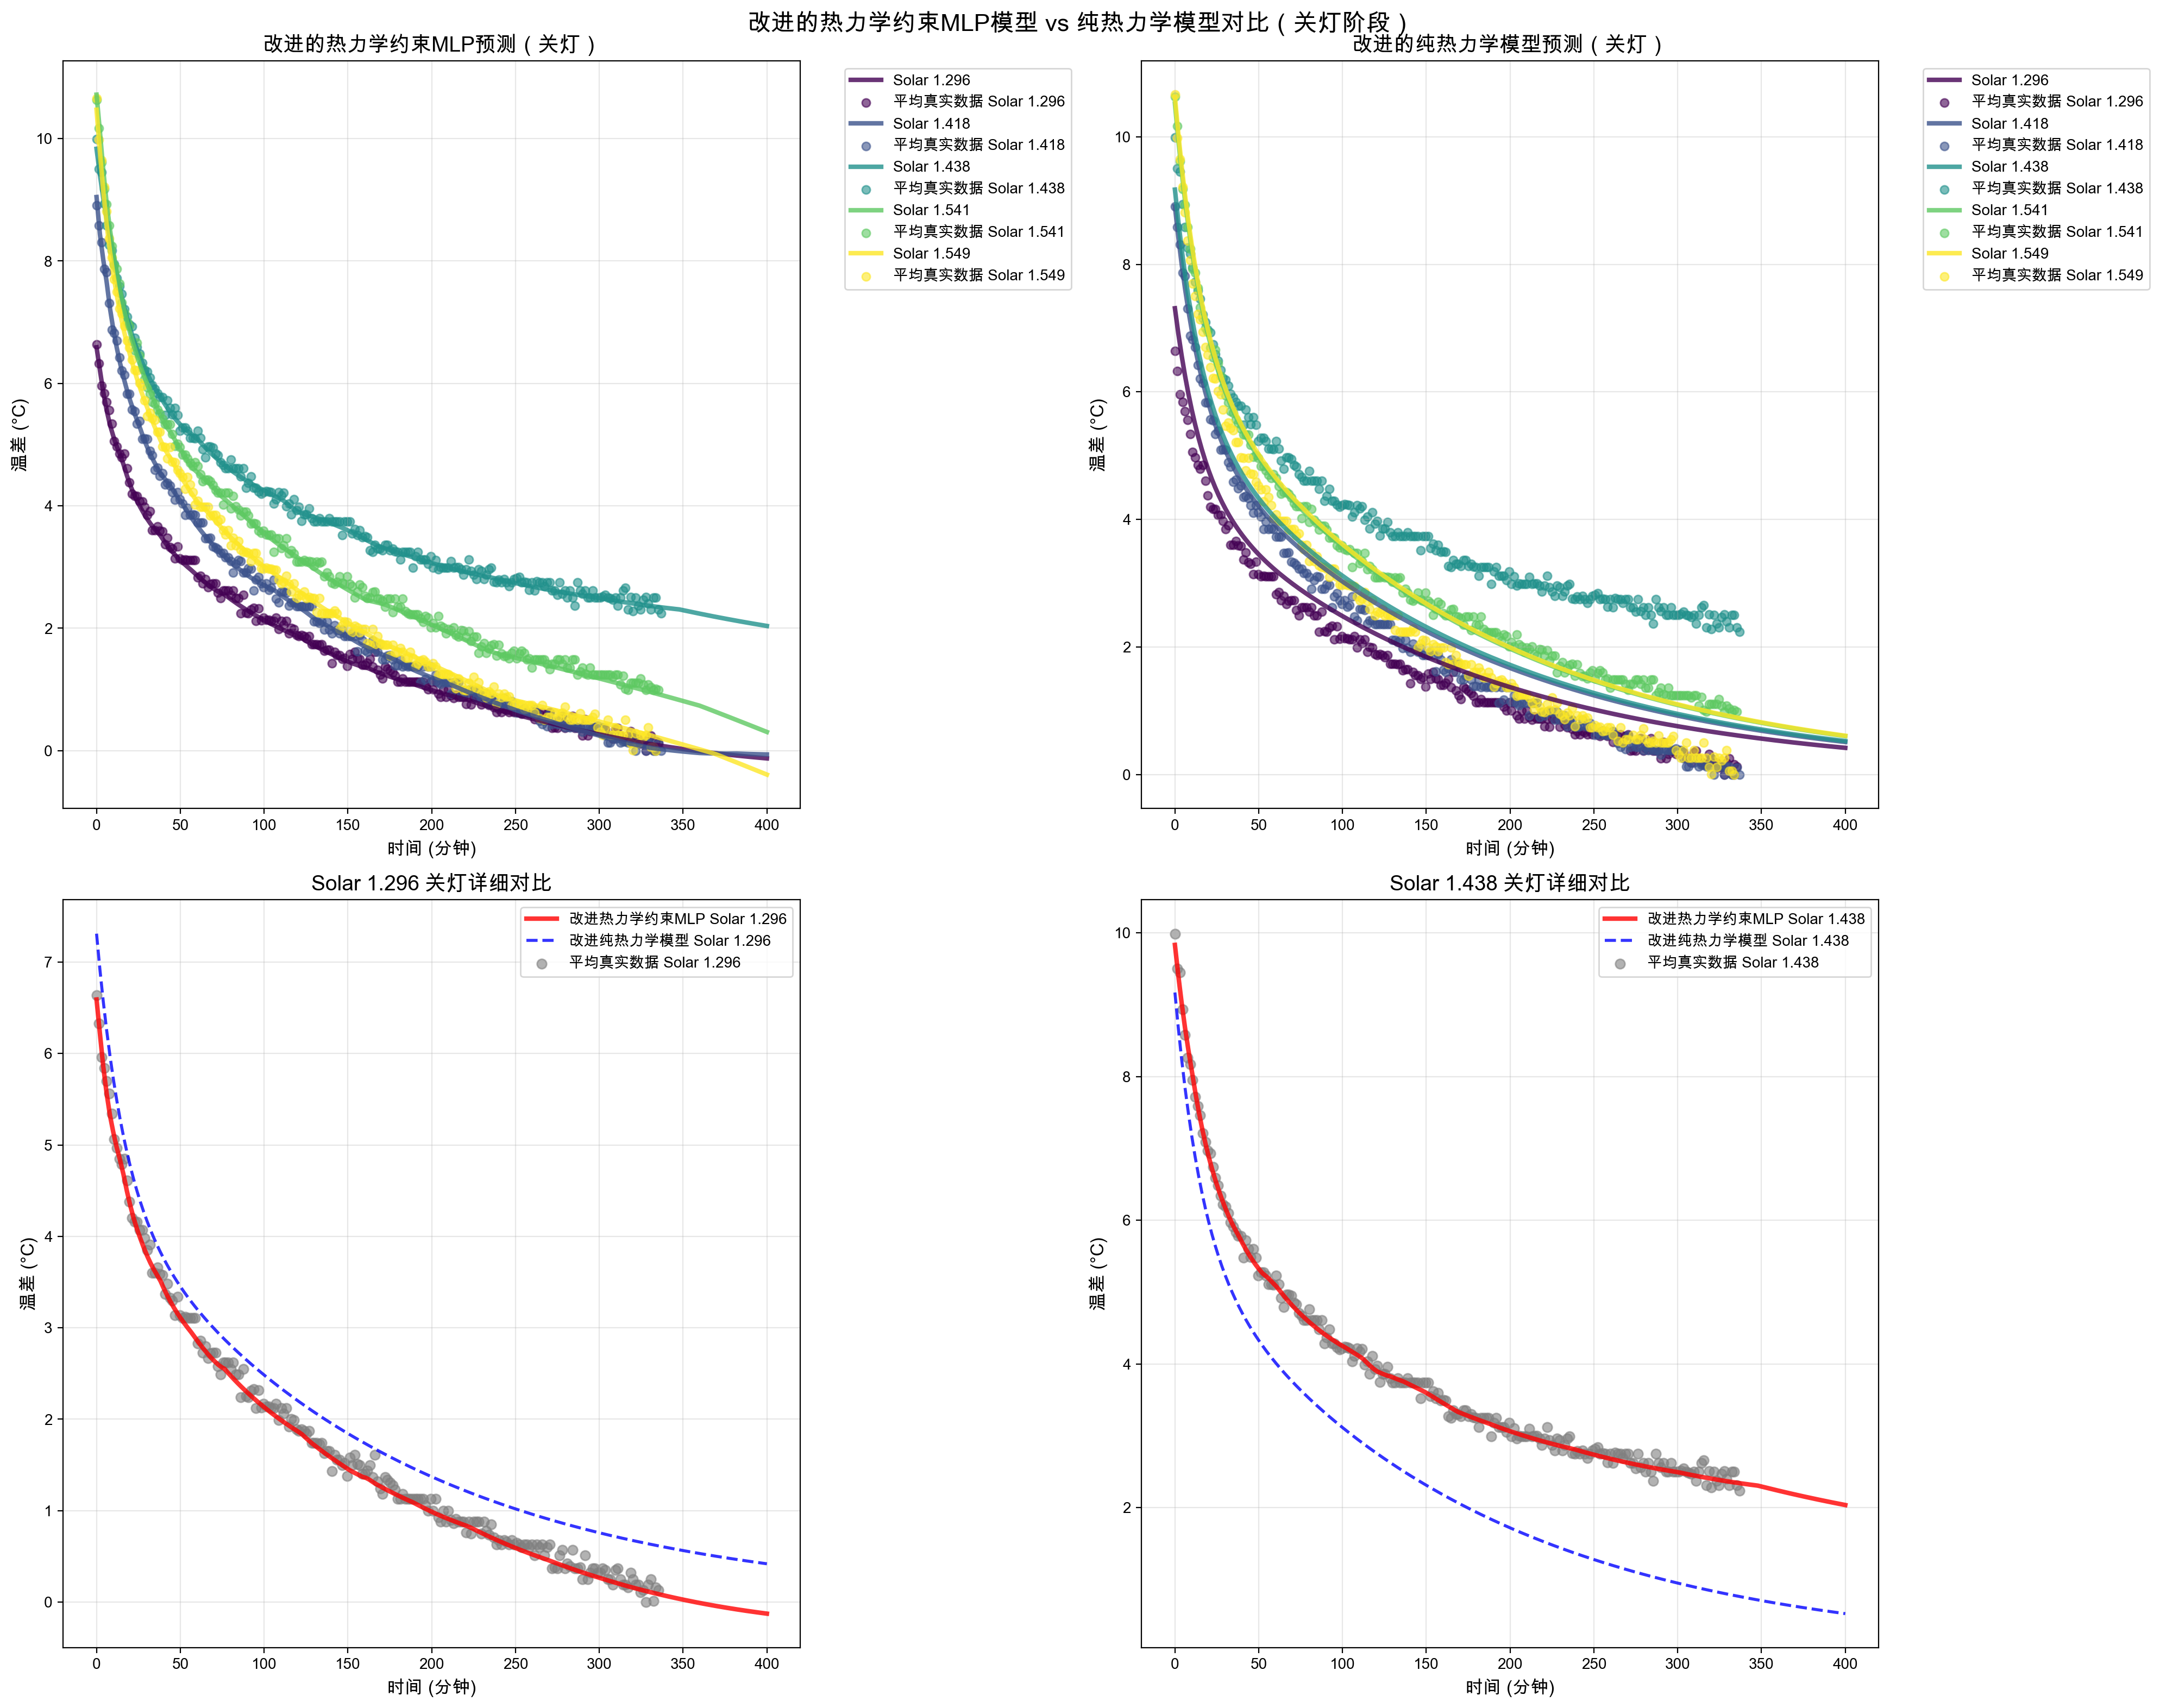 改进的热力学约束MLP模型 vs 纯热力学模型对比（关灯阶段）
改进的热力学约束MLP预测（关灯）
温差 (°C)
10
8
6
4
2
0
0 50 100 150 200 250 300 350 400
时间 (分钟)
Solar 1.296
平均真实数据 Solar 1.296
Solar 1.418
平均真实数据 Solar 1.418
Solar 1.438
平均真实数据 Solar 1.438
Solar 1.541
平均真实数据 Solar 1.541
Solar 1.549
平均真实数据 Solar 1.549
改进的纯热力学模型预测（关灯）
温差 (°C)
10
8
6
4
2
0
0 50 100 150 200 250 300 350 400
时间 (分钟)
Solar 1.296
平均真实数据 Solar 1.296
Solar 1.418
平均真实数据 Solar 1.418
Solar 1.438
平均真实数据 Solar 1.438
Solar 1.541
平均真实数据 Solar 1.541
Solar 1.549
平均真实数据 Solar 1.549
Solar 1.296 关灯详细对比
温差 (°C)
7
6
5
4
3
2
1
0
0 50 100 150 200 250 300 350 400
时间 (分钟)
改进热力学约束MLP Solar 1.296
改进纯热力学模型 Solar 1.296
平均真实数据 Solar 1.296
Solar 1.438 关灯详细对比
温差 (°C)
10
8
6
4
2
0 50 100 150 200 250 300 350 400
时间 (分钟)
改进热力学约束MLP Solar 1.438
改进纯热力学模型 Solar 1.438
平均真实数据 Solar 1.438